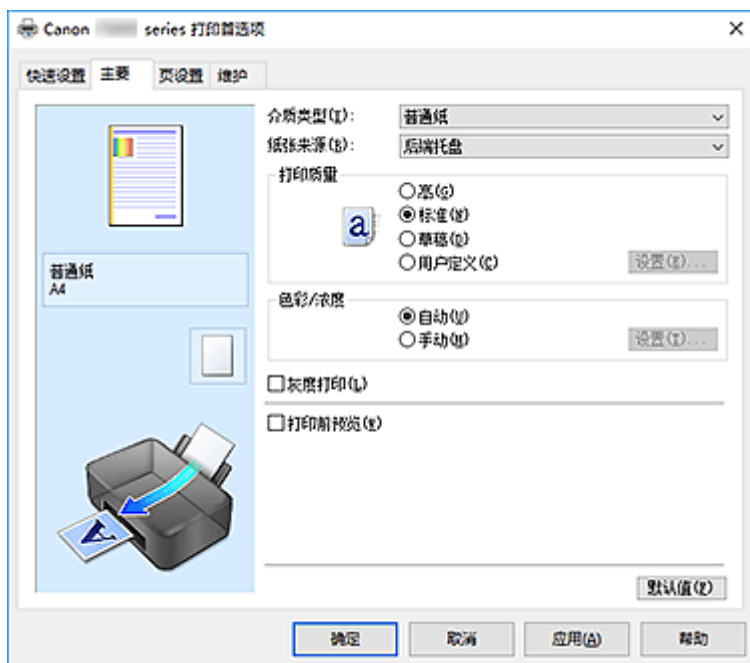 Canon series 打印首选项
快速设置 主要 页设置 维护
介质类型(I): 普通纸
纸张来源(B): 后端托盘
打印质量
高(G)
标准(N)
草稿(D)
用户定义(C) 设置(E)...
普通纸
A4
色彩/浓度
自动(U)
手动(M) 设置(T)...
灰度打印(L)
打印前预览(E)
默认值(F)
确定 取消 应用(A) 帮助